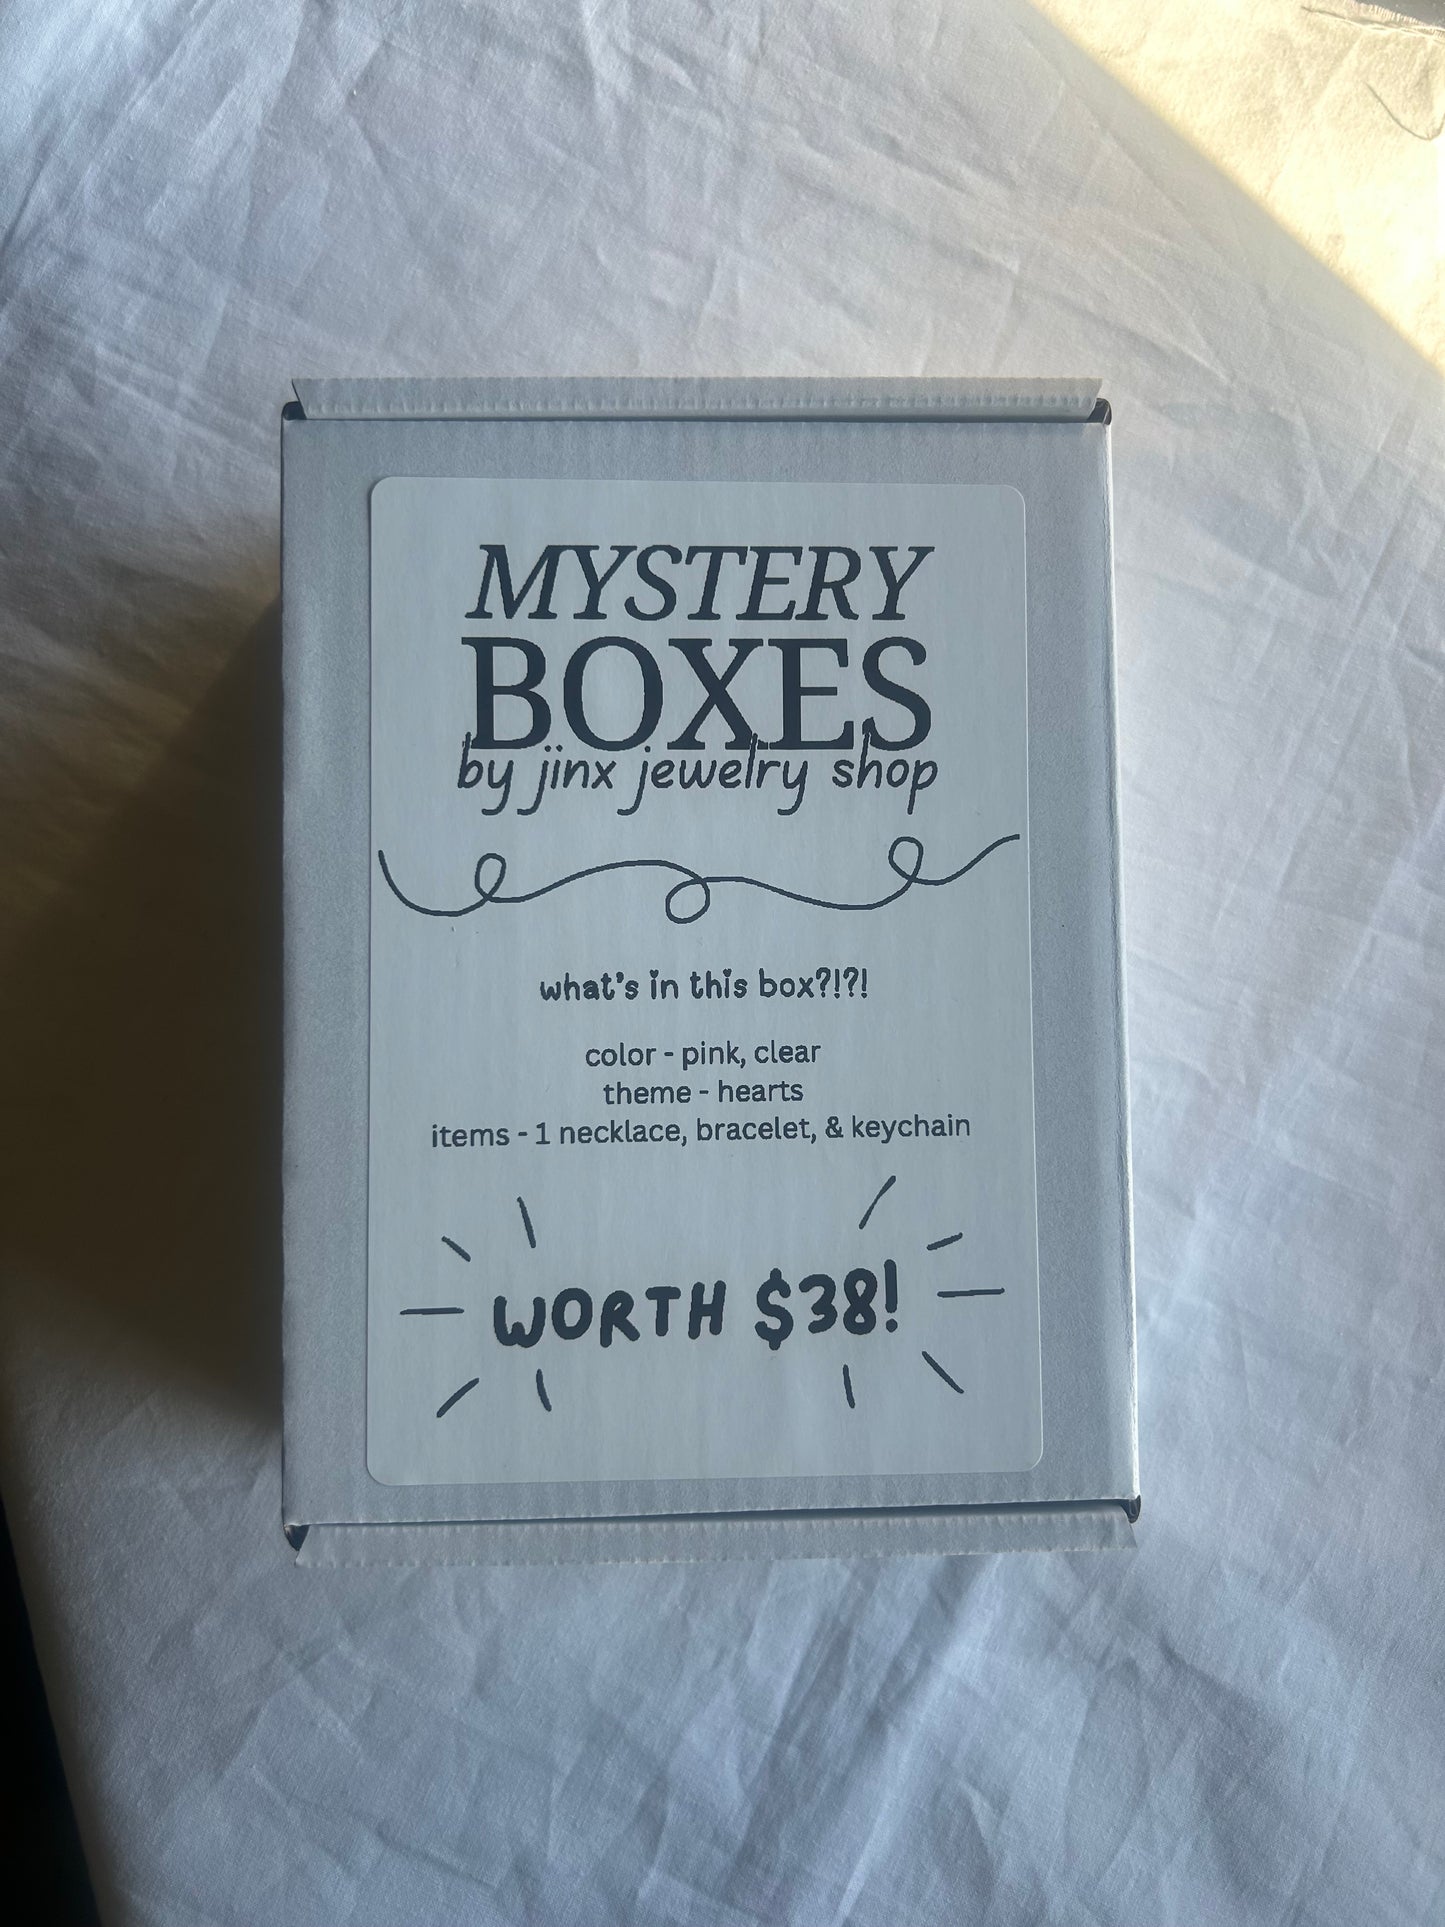 MYSTERY
BOXES
by jinx jewelry shop
what's in this box?!?!
color - pink, clear
theme - hearts
items - 1 necklace, bracelet, & keychain
WORTH $38!